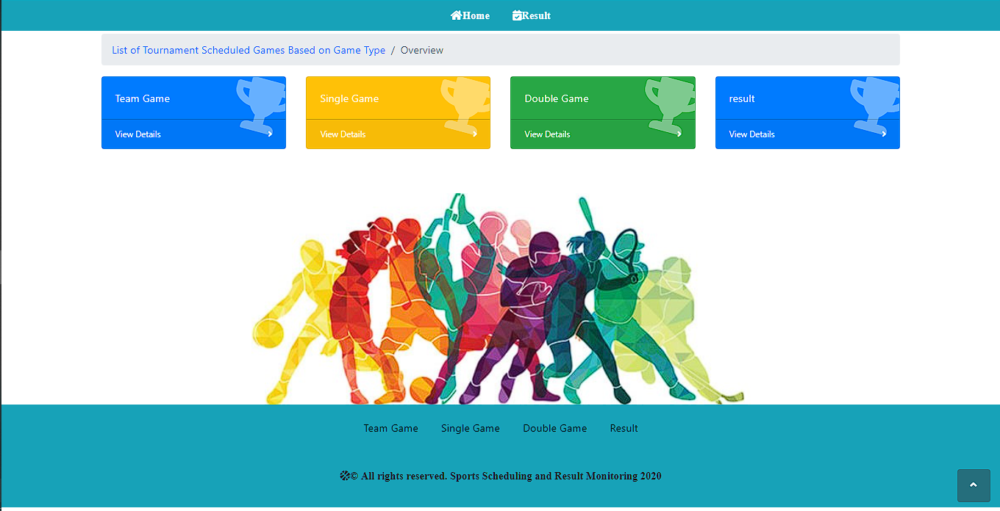 Home Result
List of Tournament Scheduled Games Based on Game Type / Overview
Team Game Single Game Double Game result
View Details View Details View Details View Details
Team Game Single Game Double Game Result
© All rights reserved. Sports Scheduling and Result Monitoring 2020